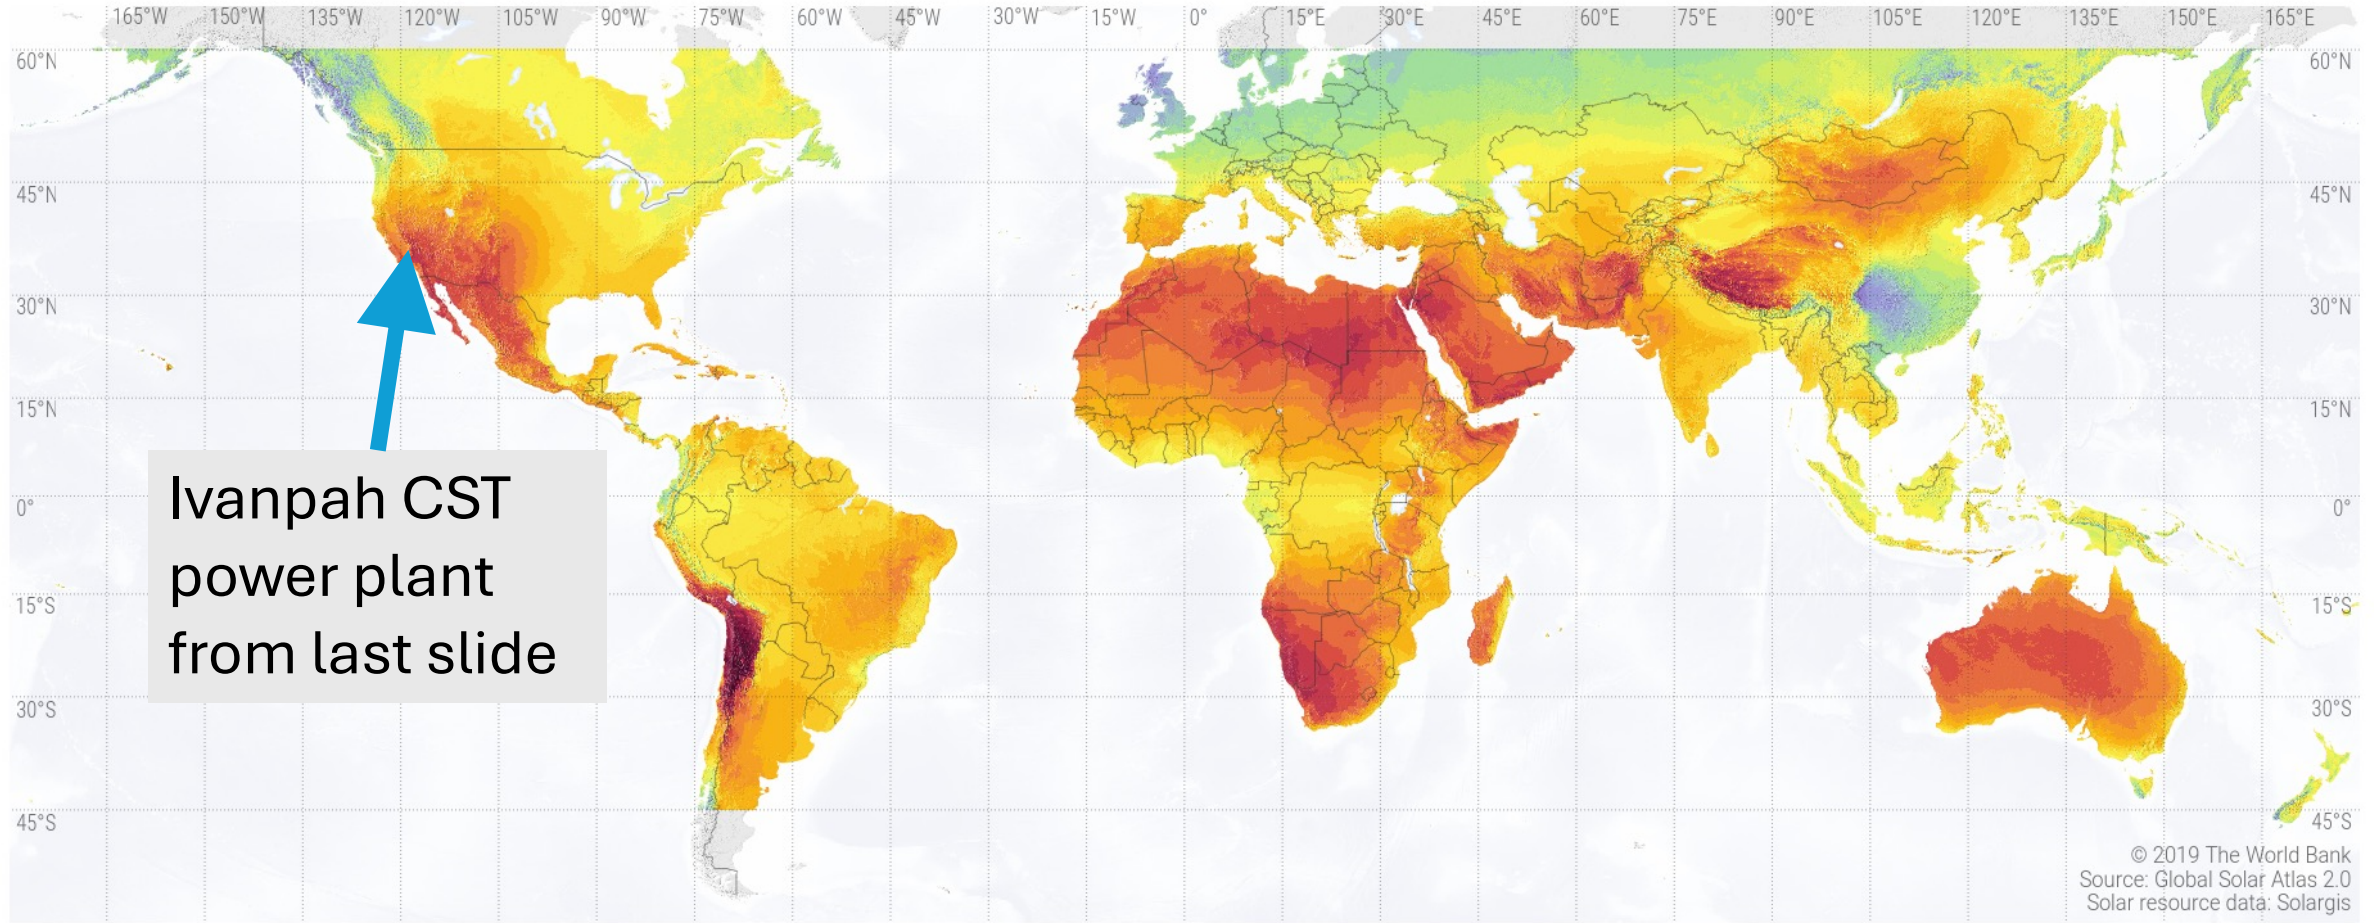 165°W 150°W 135°W 120°W 105°W 90°W 75°W 60°W 45°W 30°W 15°W 0° 15°E 30°E 45°E 60°E 75°E 90°E 105°E 120°E 135°E 150°E 165°E
60°N 60°N
45°N 45°N
30°N 30°N
15°N 15°N
Ivanpah CST
power plant
from last slide
0° 0°
15°S 15°S
30°S 30°S
45°S 45°S
© 2019 The World Bank
Source: Global Solar Atlas 2.0
Solar resource data: Solargis